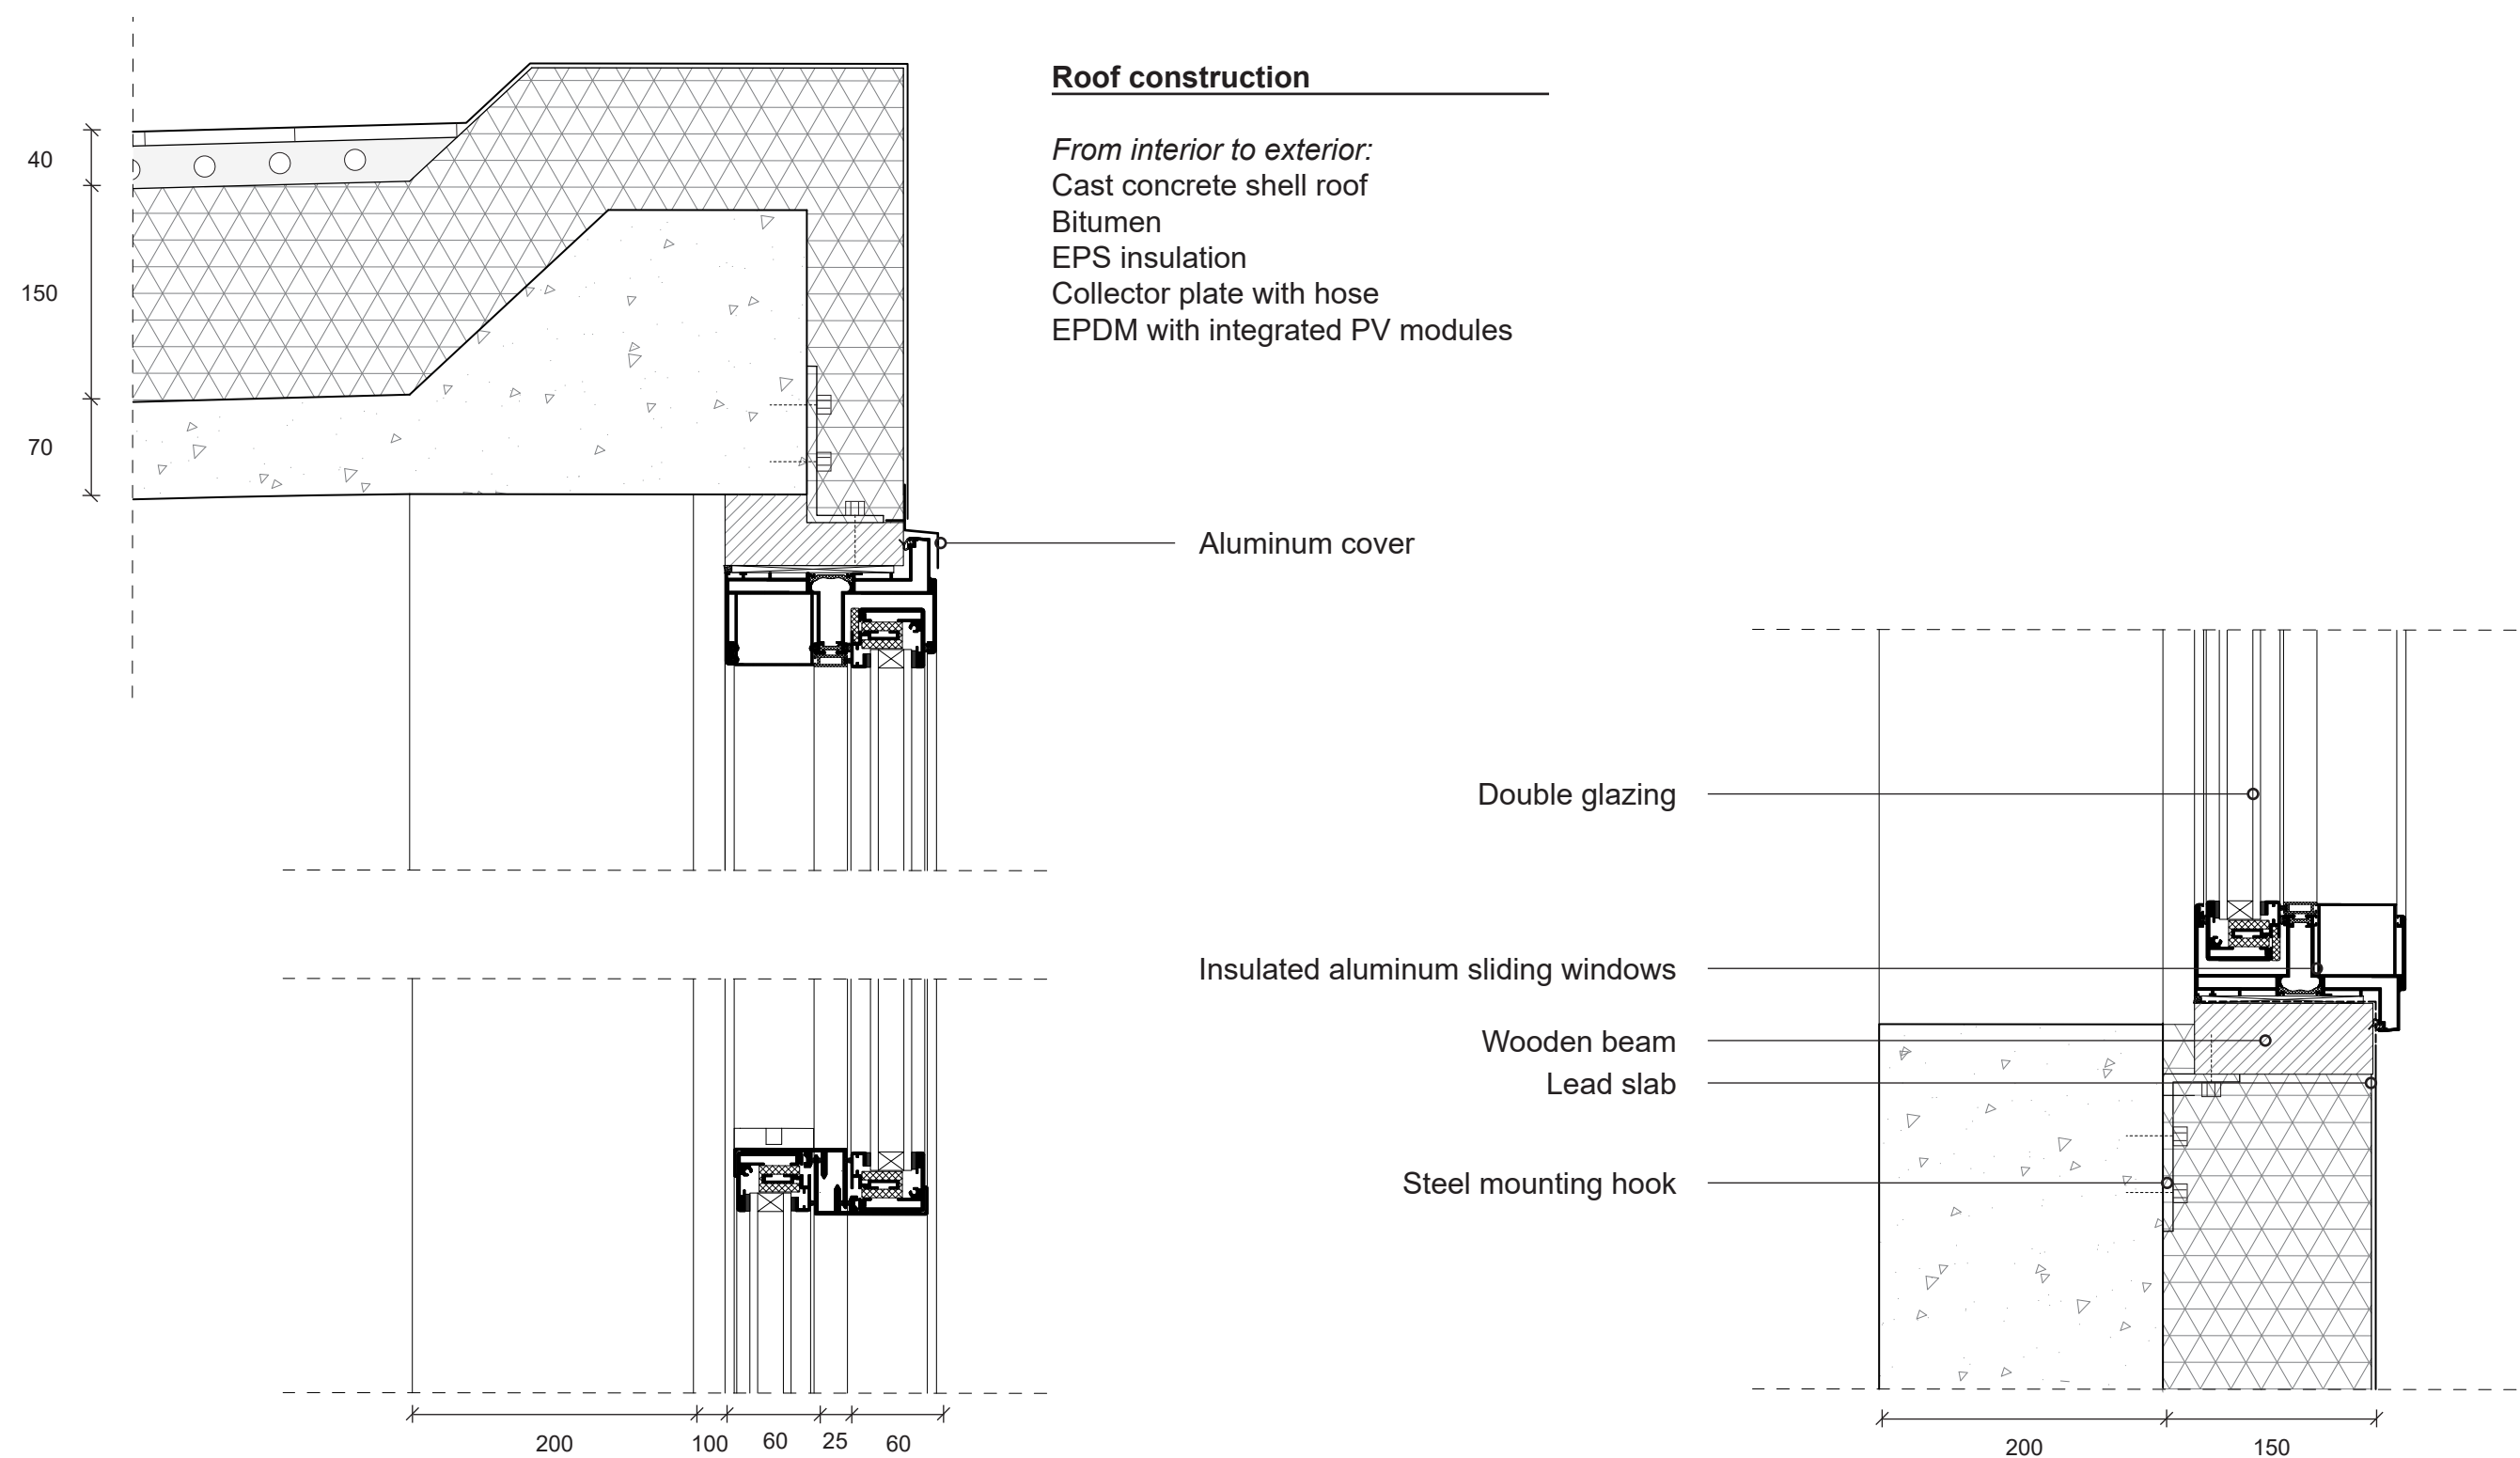 Roof construction
From interior to exterior:
Cast concrete shell roof
Bitumen
EPS insulation
Collector plate with hose
EPDM with integrated PV modules
40
150
70
Aluminum cover
Double glazing
Insulated aluminum sliding windows
Wooden beam
Lead slab
Steel mounting hook
200
100
60
25
60
200
150